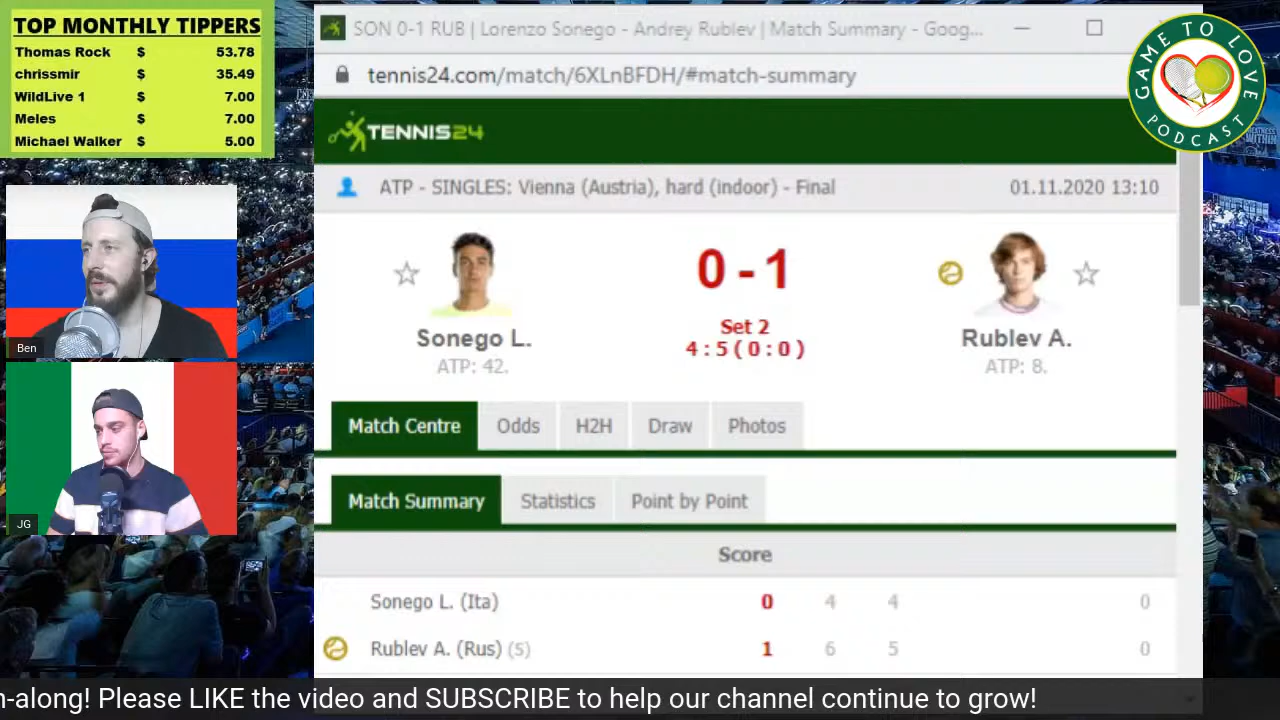 TOP MONTHLY TIPPERS
Thomas Rock $ 53.78
chrissmir $ 35.49
WildLive 1 $ 7.00
Meles $ 7.00
Michael Walker $ 5.00
Ben
JG
SON 0-1 RUB | Lorenzo Sonego - Andrey Rublev | Match Summary - Goog...
tennis24.com/match/6XLnBFDH/#match-summary
TENNIS24
GAME TO LOVE
PODCAST
ATP - SINGLES: Vienna (Austria), hard (indoor) - Final 01.11.2020 13:10
0 - 1
Set 2
4 : 5 ( 0 : 0 )
Sonego L. Rublev A.
ATP: 42. ATP: 8.
Match Centre Odds H2H Draw Photos
Match Summary Statistics Point by Point
Score
Sonego L. (Ita) 0 4 4 0
Rublev A. (Rus) (5) 1 6 5 0
-along! Please LIKE the video and SUBSCRIBE to help our channel continue to grow!